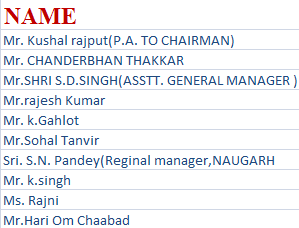 NAME
Mr. Kushal rajput(P.A. TO CHAIRMAN)
Mr. CHANDERBHAN THAKKAR
Mr.SHRI S.D.SINGH(ASSTT. GENERAL MANAGER )
Mr.rajesh Kumar
Mr. k.Gahlot
Mr.Sohal Tanvir
Sri. S.N. Pandey(Reginal manager,NAUGARH
Mr. k.singh
Ms. Rajni
Mr.Hari Om Chaabad